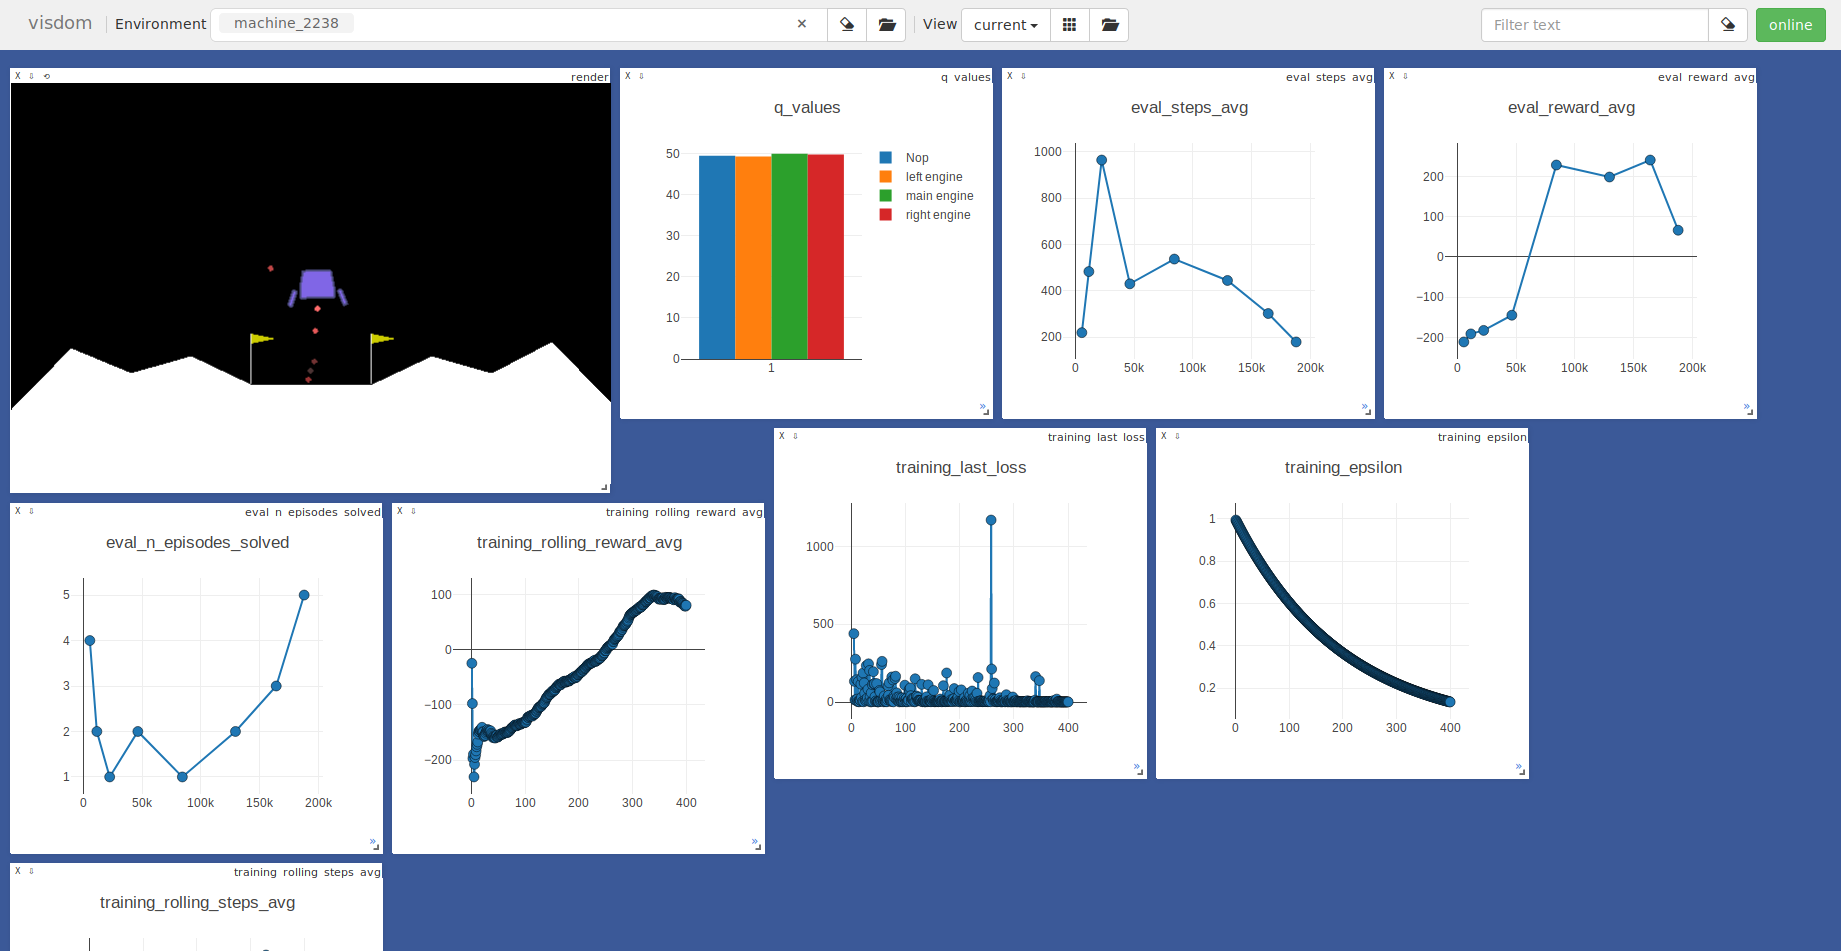 visdom Environment machine_2238 × View current Filter text online
X render
X q_values
q_values
50
40
30
20
10
0
1
Nop
left engine
main engine
right engine
X eval_steps_avg
eval_steps_avg
1000
800
600
400
200
0 50k 100k 150k 200k
X eval_reward_avg
eval_reward_avg
200
100
0
−100
−200
0 50k 100k 150k 200k
X training_last_loss
training_last_loss
1000
500
0
0 100 200 300 400
X training_epsilon
training_epsilon
1
0.8
0.6
0.4
0.2
0 100 200 300 400
X eval_n_episodes_solved
eval_n_episodes_solved
5
4
3
2
1
0 50k 100k 150k 200k
X training_rolling_reward_avg
training_rolling_reward_avg
100
0
−100
−200
0 100 200 300 400
X training_rolling_steps_avg
training_rolling_steps_avg